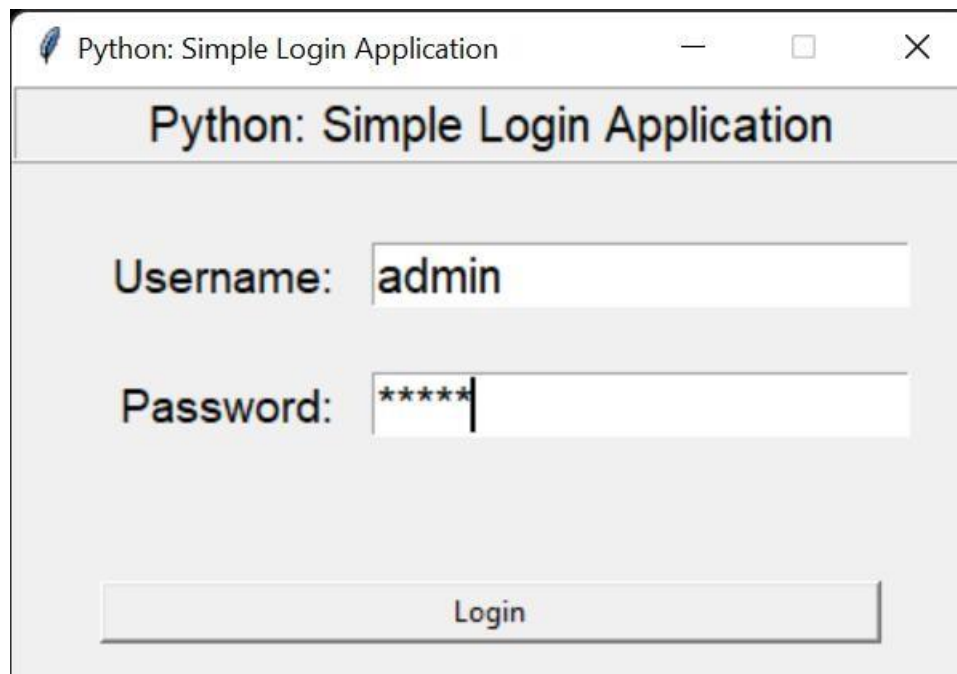 Python: Simple Login Application
Python: Simple Login Application
Username: admin
Password: *****
Login